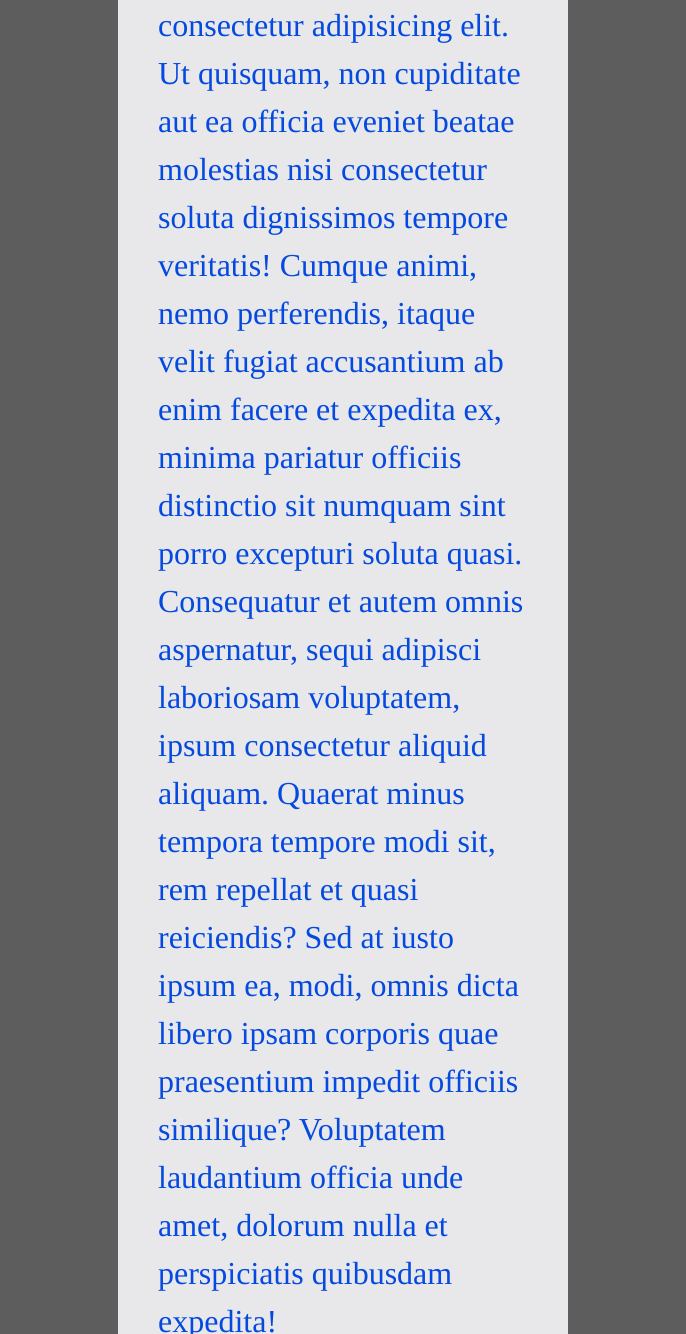 consectetur adipisicing elit.
Ut quisquam, non cupiditate
aut ea officia eveniet beatae
molestias nisi consectetur
soluta dignissimos tempore
veritatis! Cumque animi,
nemo perferendis, itaque
velit fugiat accusantium ab
enim facere et expedita ex,
minima pariatur officiis
distinctio sit numquam sint
porro excepturi soluta quasi.
Consequatur et autem omnis
aspernatur, sequi adipisci
laboriosam voluptatem,
ipsum consectetur aliquid
aliquam. Quaerat minus
tempora tempore modi sit,
rem repellat et quasi
reiciendis? Sed at iusto
ipsum ea, modi, omnis dicta
libero ipsam corporis quae
praesentium impedit officiis
similique? Voluptatem
laudantium officia unde
amet, dolorum nulla et
perspiciatis quibusdam
expedita!